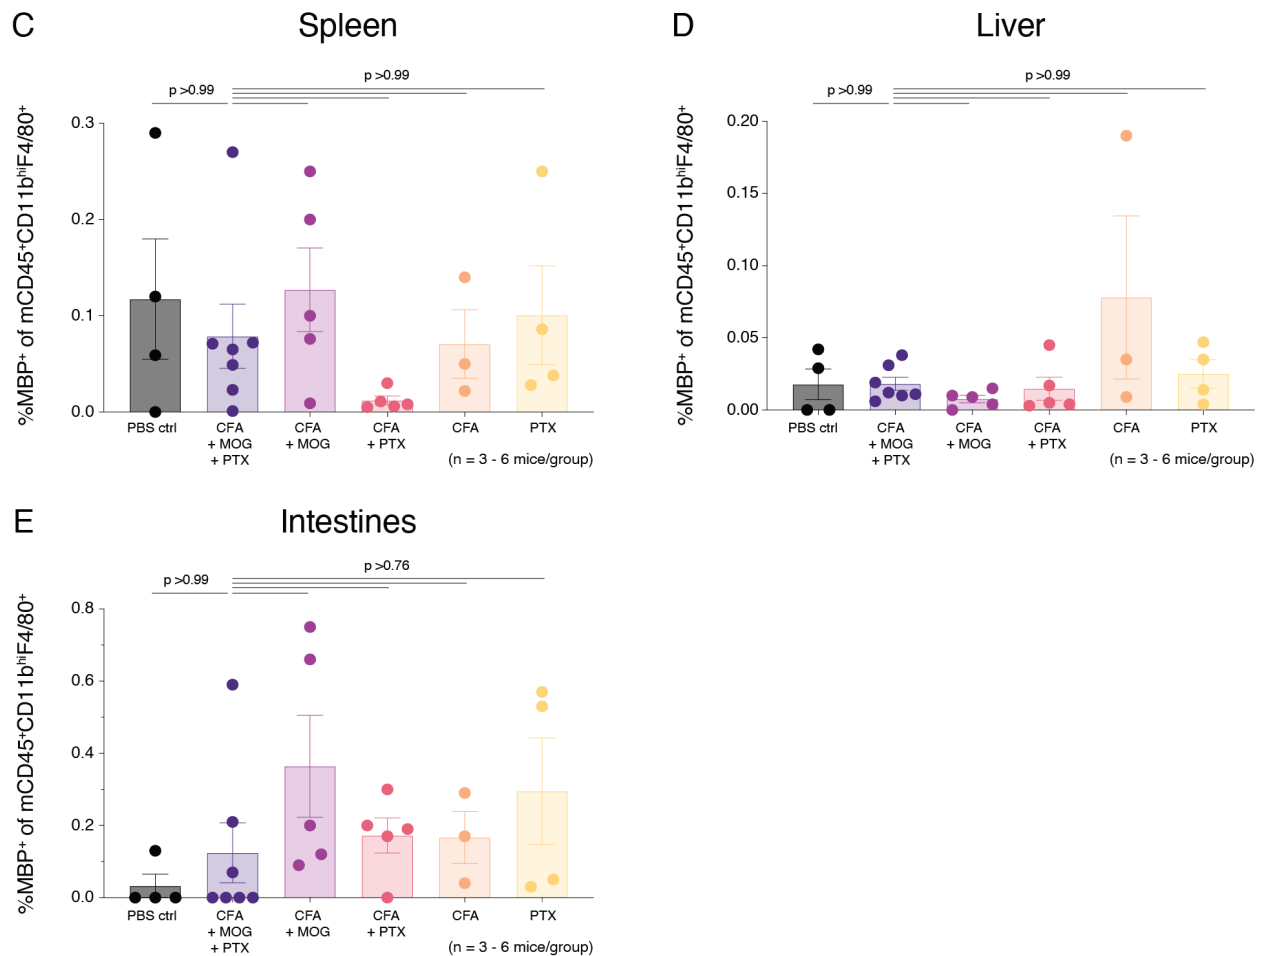 C
Spleen
p >0.99
p >0.99
%MBP⁺ of mCD45⁺CD11bʰⁱF4/80⁺
0.3
0.2
0.1
0.0
PBS ctrl
CFA
+ MOG
+ PTX
CFA
+ MOG
CFA
+ PTX
CFA
PTX
(n = 3 - 6 mice/group)
D
Liver
p >0.99
p >0.99
%MBP⁺ of mCD45⁺CD11bʰⁱF4/80⁺
0.20
0.15
0.10
0.05
0.00
PBS ctrl
CFA
+ MOG
+ PTX
CFA
+ MOG
CFA
+ PTX
CFA
PTX
(n = 3 - 6 mice/group)
E
Intestines
p >0.99
p >0.76
%MBP⁺ of mCD45⁺CD11bʰⁱF4/80⁺
0.8
0.6
0.4
0.2
0.0
PBS ctrl
CFA
+ MOG
+ PTX
CFA
+ MOG
CFA
+ PTX
CFA
PTX
(n = 3 - 6 mice/group)